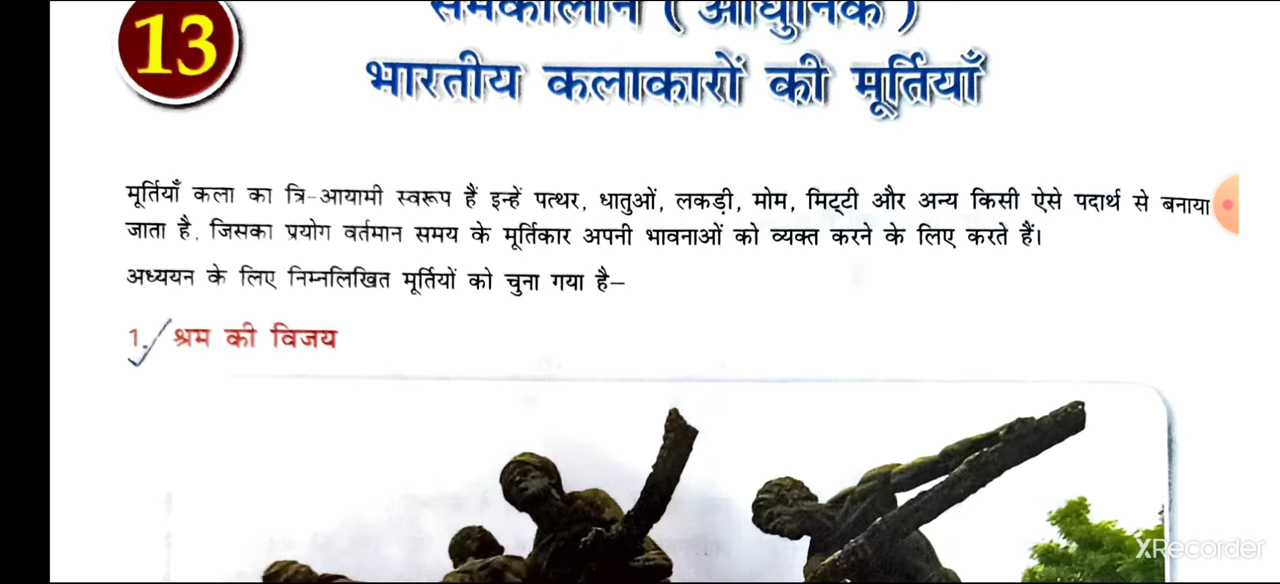 13
समकालीन ( आधुनिक )
भारतीय कलाकारों की मूर्तियाँ
मूर्तियाँ कला का त्रि-आयामी स्वरूप हैं इन्हें पत्थर, धातुओं, लकड़ी, मोम, मिट्टी और अन्य किसी ऐसे पदार्थ से बनाया
जाता है, जिसका प्रयोग वर्तमान समय के मूर्तिकार अपनी भावनाओं को व्यक्त करने के लिए करते हैं।
अध्ययन के लिए निम्नलिखित मूर्तियों को चुना गया है–
1. श्रम की विजय
XRecorder